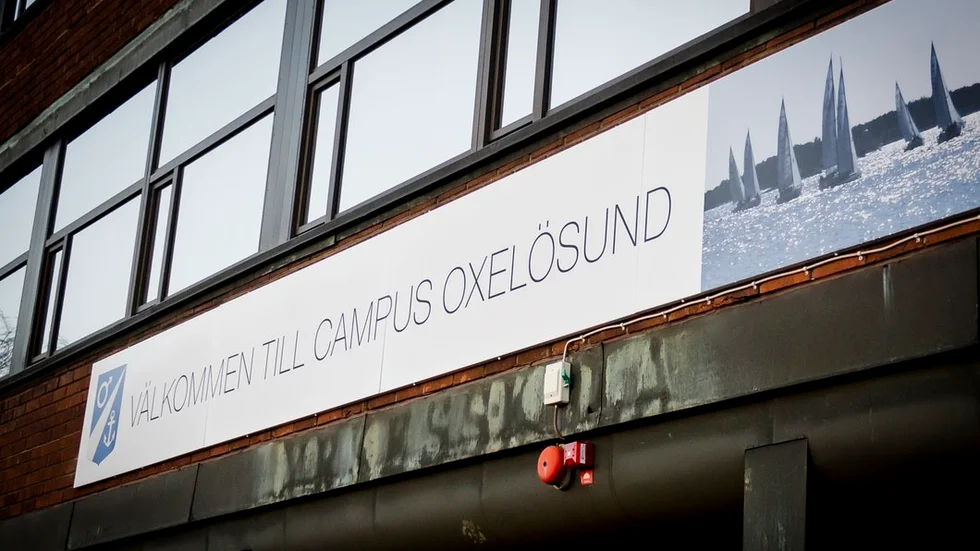 VÄLKOMMEN TILL CAMPUS OXELÖSUND